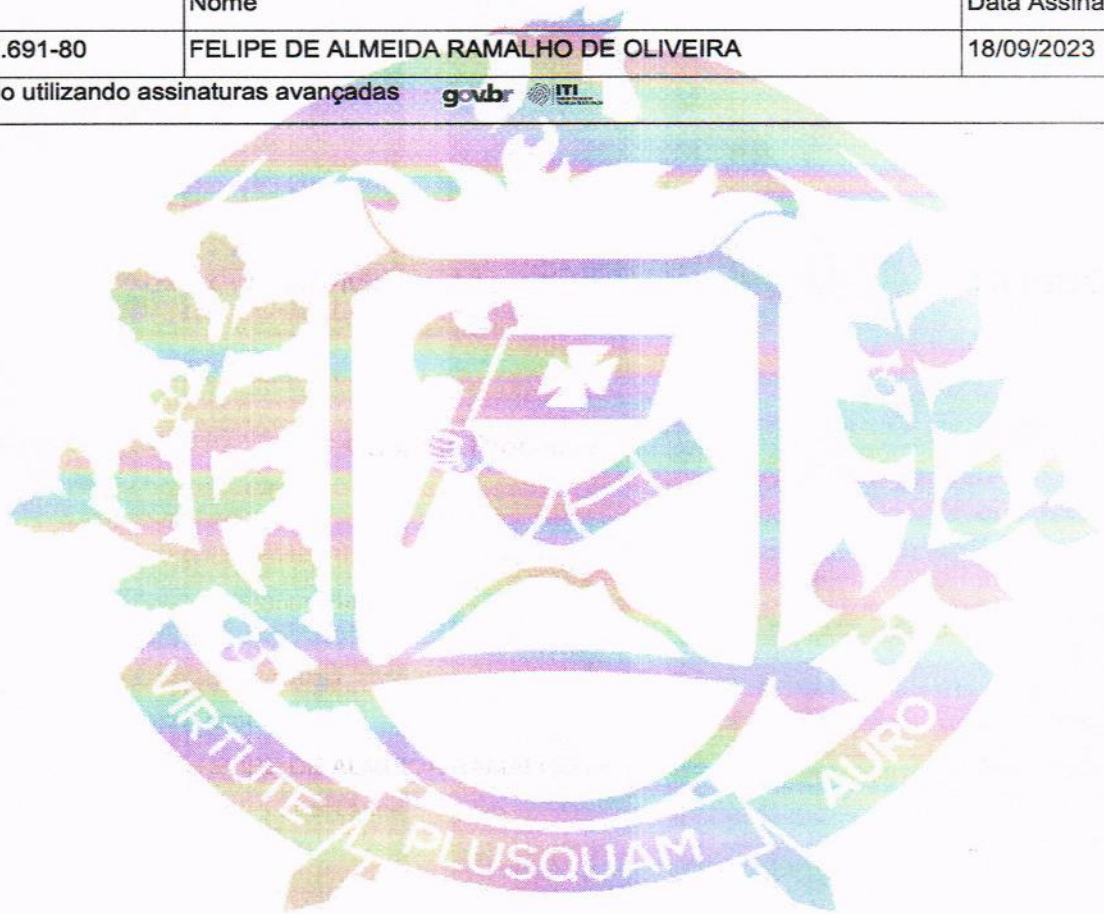 Nome Data Assina
.691-80 FELIPE DE ALMEIDA RAMALHO DE OLIVEIRA 18/09/2023
o utilizando assinaturas avançadas gov.br ITI
VIRTUTE PLUSQUAM AURO